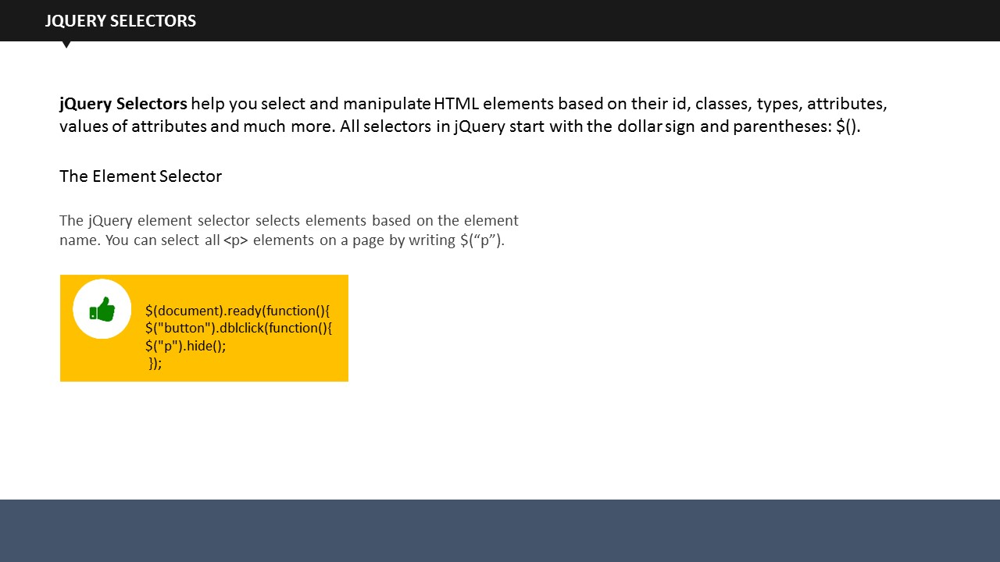 JQUERY SELECTORS
jQuery Selectors help you select and manipulate HTML elements based on their id, classes, types, attributes,
values of attributes and much more. All selectors in jQuery start with the dollar sign and parentheses: $().
The Element Selector
The jQuery element selector selects elements based on the element
name. You can select all <p> elements on a page by writing $(“p”).
$(document).ready(function(){
$("button").dblclick(function(){
$("p").hide();
});